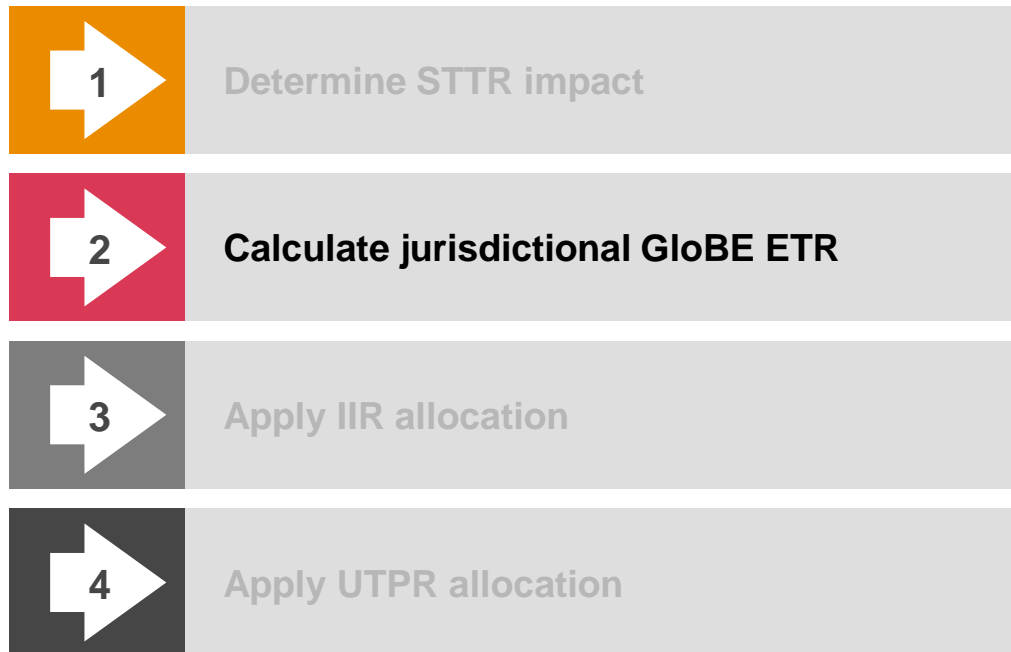 1 Determine STTR impact
2 Calculate jurisdictional GloBE ETR
3 Apply IIR allocation
4 Apply UTPR allocation